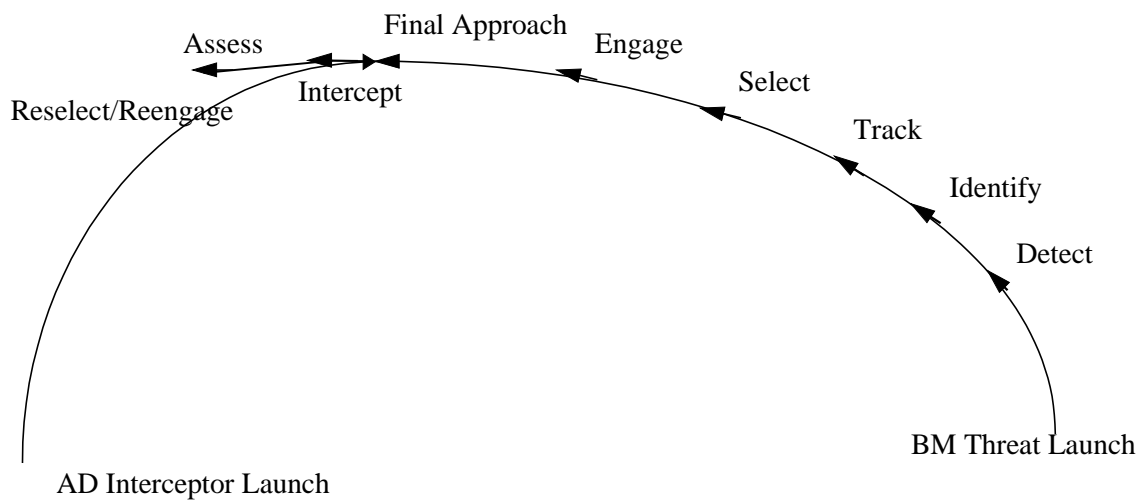 Final Approach
Assess
Engage
Intercept
Select
Reselect/Reengage
Track
Identify
Detect
BM Threat Launch
AD Interceptor Launch